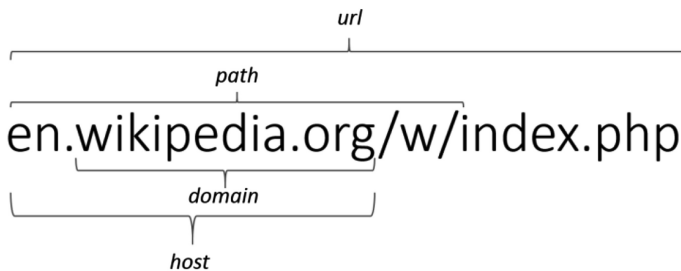 url
path
en.wikipedia.org/w/index.php
domain
host